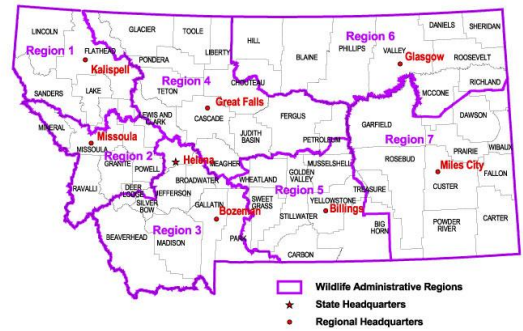 LINCOLN
GLACIER
TOOLE
LIBERTY
HILL
BLAINE
PHILLIPS
Region 6
VALLEY
DANIELS
SHERIDAN
ROOSEVELT
Glasgow
RICHLAND
MCCONE
Region 1
FLATHEAD
Kalispell
PONDERA
Region 4
TETON
CHOUTEAU
SANDERS
LAKE
Great Falls
CASCADE
LEWIS AND
CLARK
JUDITH
BASIN
FERGUS
PETROLEUM
GARFIELD
DAWSON
Region 7
PRAIRIE
WIBAUX
ROSEBUD
Miles City
FALLON
CUSTER
MINERAL
Missoula
MISSOULA
Region 2
GRANITE
POWELL
Helena
MEAGHER
BROADWATER
WHEATLAND
GOLDEN
VALLEY
MUSSELSHELL
Region 5
TREASURE
RAVALLI
DEER
LODGE
JEFFERSON
SILVER
BOW
GALLATIN
Bozeman
SWEET
GRASS
STILLWATER
YELLOWSTONE
Billings
BIG
HORN
POWDER
RIVER
CARTER
Region 3
BEAVERHEAD
MADISON
PARK
CARBON
Wildlife Administrative Regions
State Headquarters
Regional Headquarters